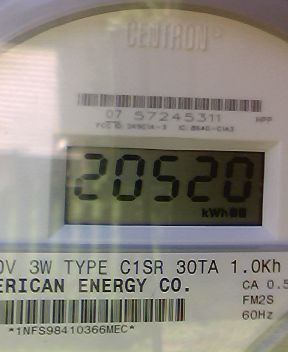 CENTRON®
07 57245311
HPP
20520
kWh
0V 3W TYPE C1SR 30TA 1.0Kh
ERICAN ENERGY CO.
CA 0.5
FM2S
60Hz
*1NFS98410366MEC*